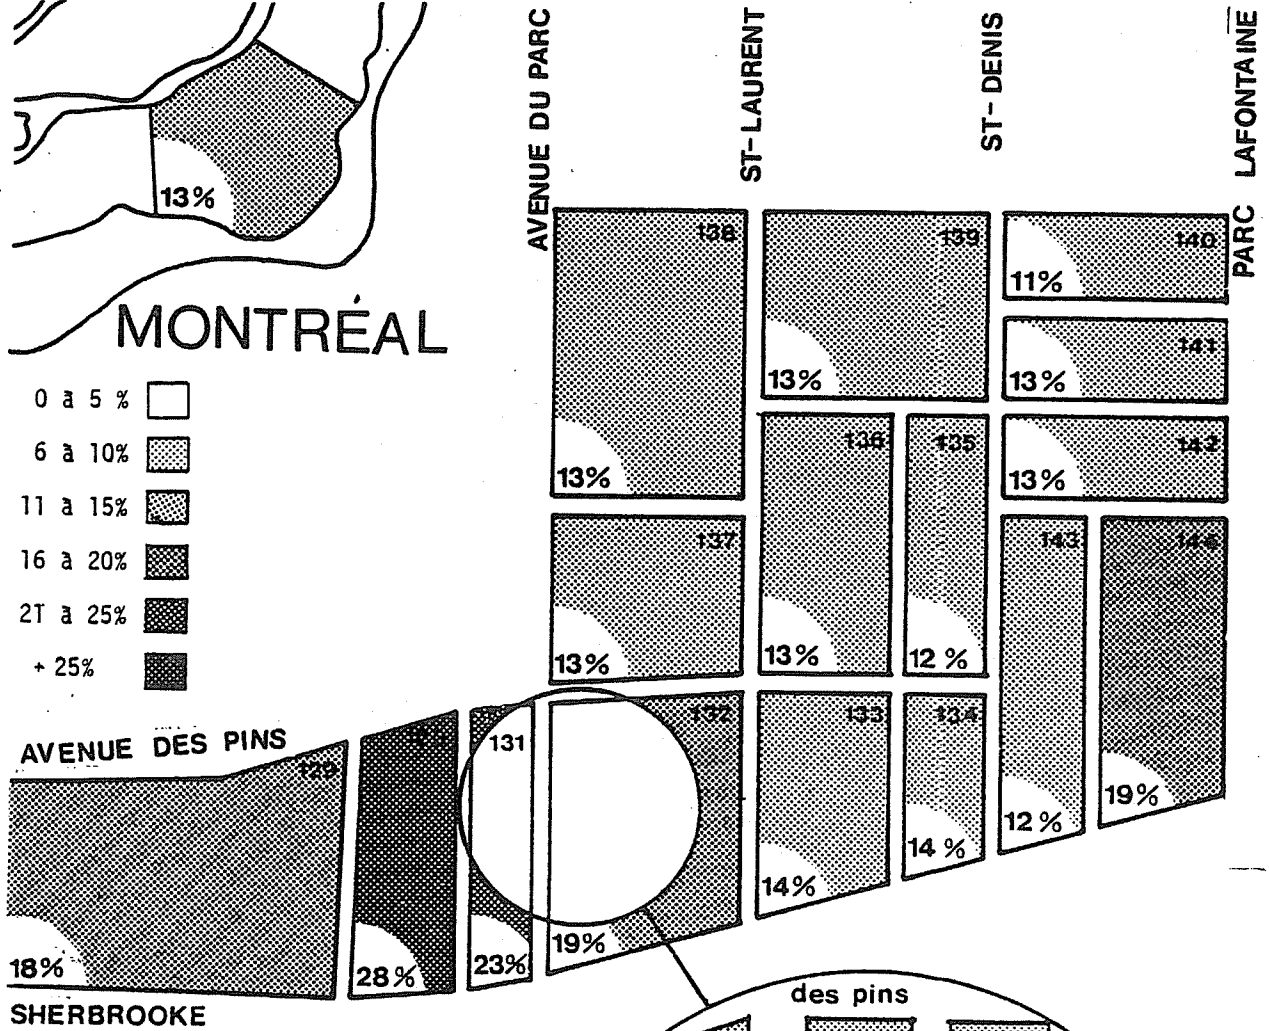 AVENUE DU PARC
ST-LAURENT
ST-DENIS
PARC LAFONTAINE
13%
MONTRÉAL
0 à 5 %
6 à 10%
11 à 15%
16 à 20%
21 à 25%
+ 25%
138
13%
139
13%
140
11%
141
13%
142
13%
137
13%
136
13%
135
12 %
143
12 %
144
19%
AVENUE DES PINS
129
18%
28%
131
23%
132
19%
133
14%
134
14 %
SHERBROOKE
des pins